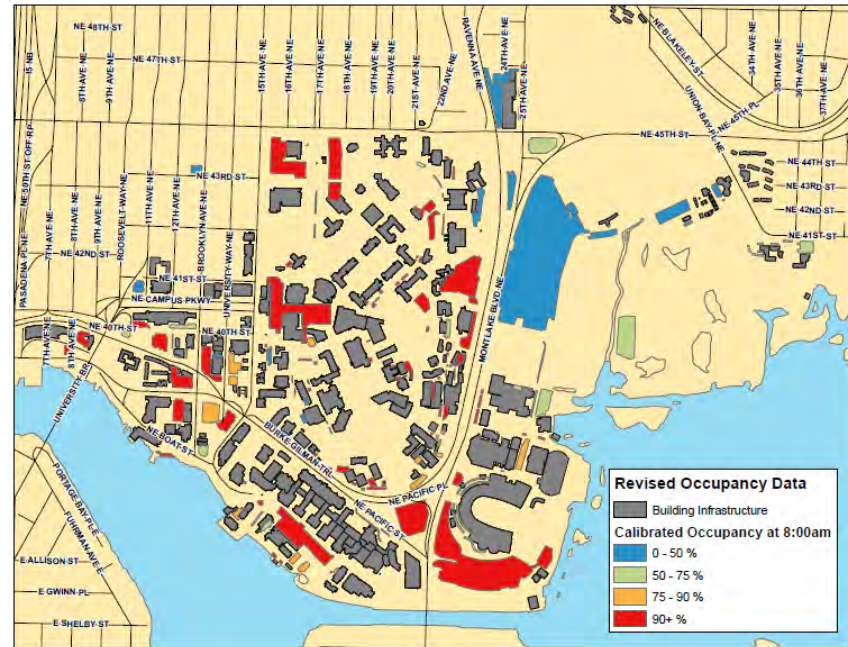 NE 48TH ST
NE 47TH ST
I5 NB
8TH AVE NE
9TH AVE NE
15TH AVE NE
16TH AVE NE
17TH AVE NE
18TH AVE NE
19TH AVE NE
20TH AVE NE
21ST AVE NE
22ND AVE NE
RAVENNA AVE NE
24TH AVE NE
25TH AVE NE
NE BLAKELEY ST
34TH AVE NE
35TH AVE NE
36TH AVE NE
37TH AVE NE
NE 45TH PL
UNION BAY PL NE
NE 45TH ST
NE 44TH ST
NE 43RD ST
NE 42ND ST
NE 41ST ST
PASADENA PL NE
NE 50TH ST OFF RP
7TH AVE NE
8TH AVE NE
9TH AVE NE
ROOSEVELT WAY NE
11TH AVE NE
12TH AVE NE
BROOKLYN AVE NE
UNIVERSITY WAY NE
NE 43RD ST
NE 42ND ST
NE 41ST ST
NE CAMPUS PKWY
NE 40TH ST
NE 40TH ST
7TH AVE NE
8TH AVE NE
UNIVERSITY BR
MONTLAKE BLVD NE
NE BOAT ST
BURKE GILMAN TRL
NE PACIFIC PL
NE PACIFIC ST
PORTAGE BAY PL E
FUHRMAN AVE E
E ALLISON ST
E GWINN PL
E SHELBY ST
Revised Occupancy Data
Building Infrastructure
Calibrated Occupancy at 8:00am
0 - 50 %
50 - 75 %
75 - 90 %
90+ %